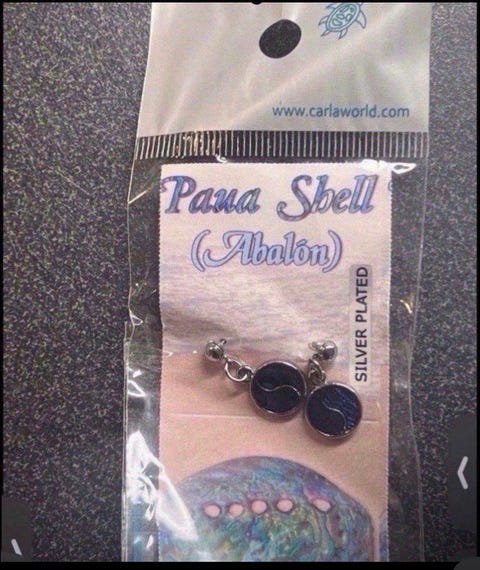 www.carlaworld.com
Paua Shell
(Abalón)
SILVER PLATED